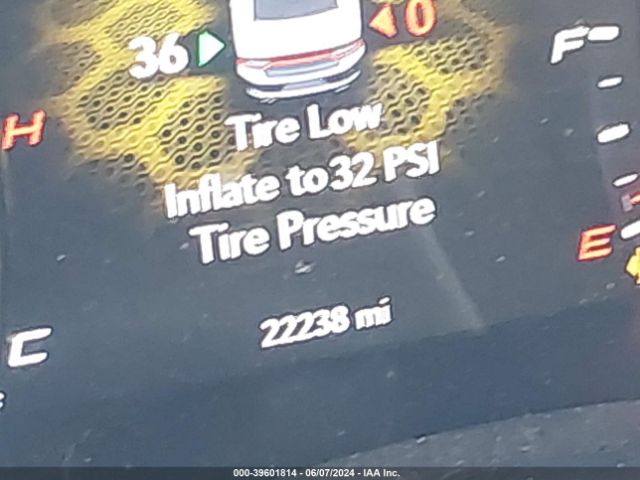 36 0
F
H
Tire Low
Inflate to 32 PSI
Tire Pressure
E
22238 mi
C
000-39601814 - 06/07/2024 - IAA Inc.